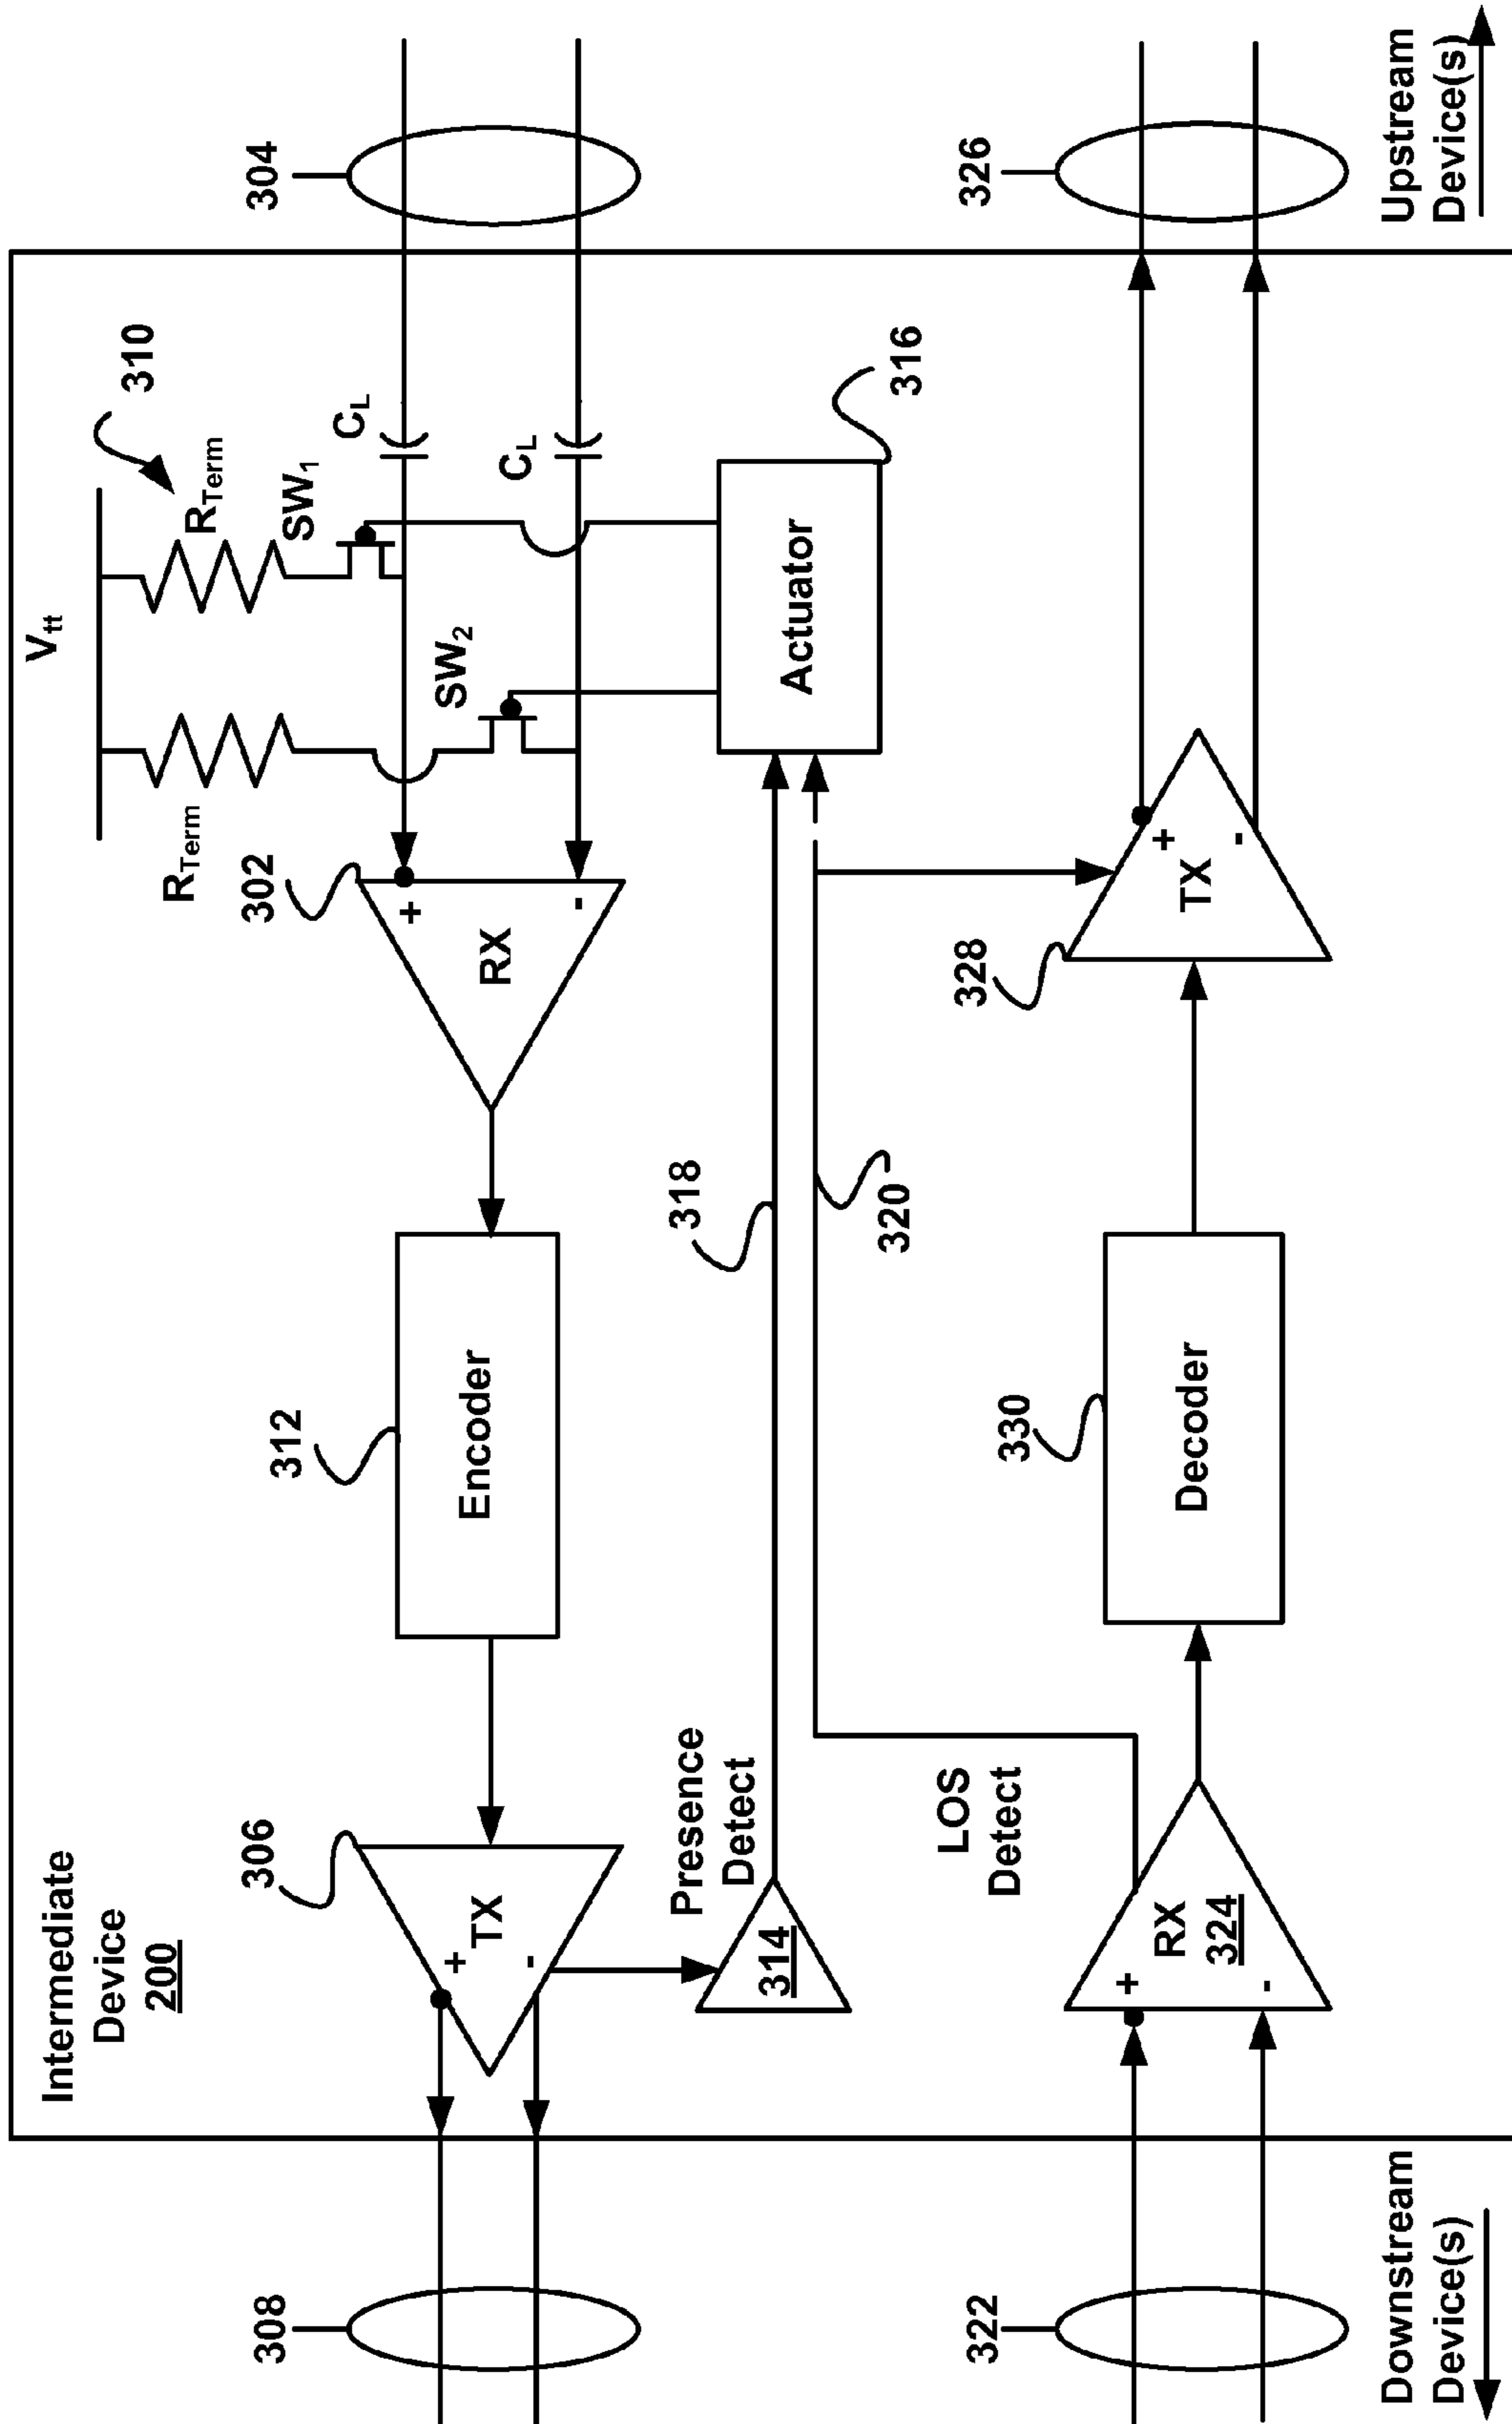 Intermediate
Device
200
308
306
TX
+
-
312
Encoder
302
RX
+
-
V_tt
R_Term
R_Term
310
SW_1
SW_2
C_L
C_L
304
Presence
Detect
314
318
Actuator
316
LOS
Detect
320
322
RX
324
+
-
330
Decoder
328
TX
+
-
326
Downstream
Device(s)
Upstream
Device(s)